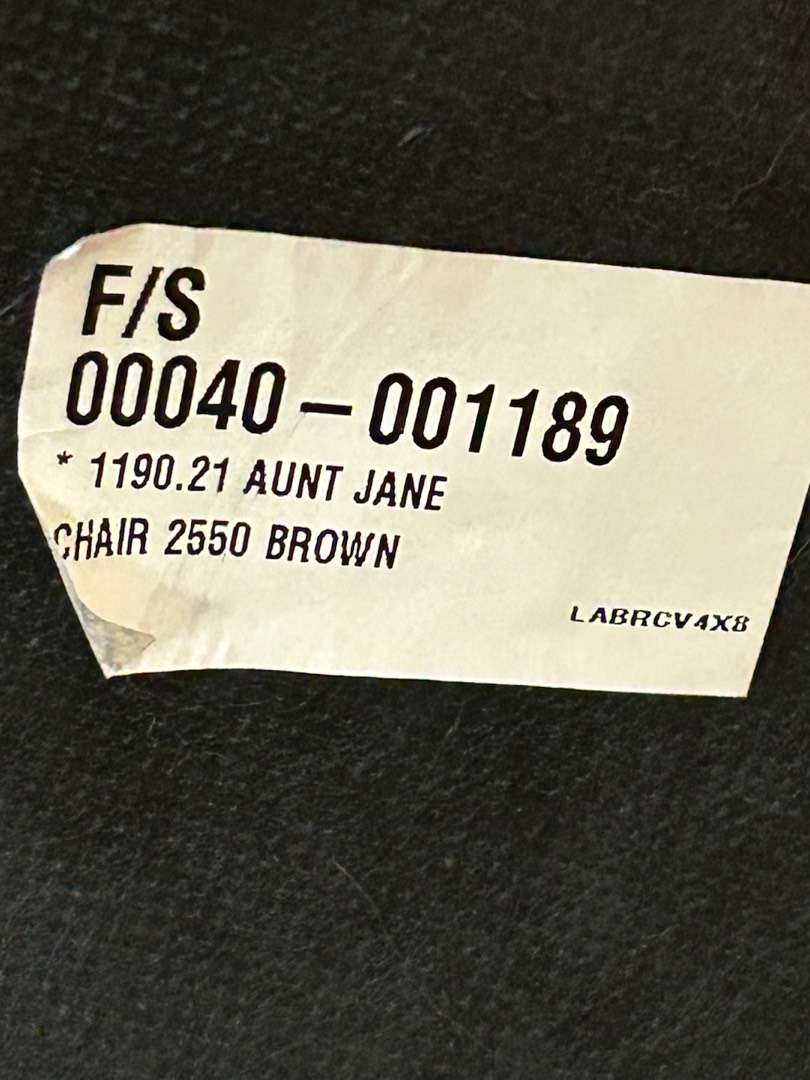 F/S
00040-001189
* 1190.21 AUNT JANE
CHAIR 2550 BROWN
LABRCV4X8